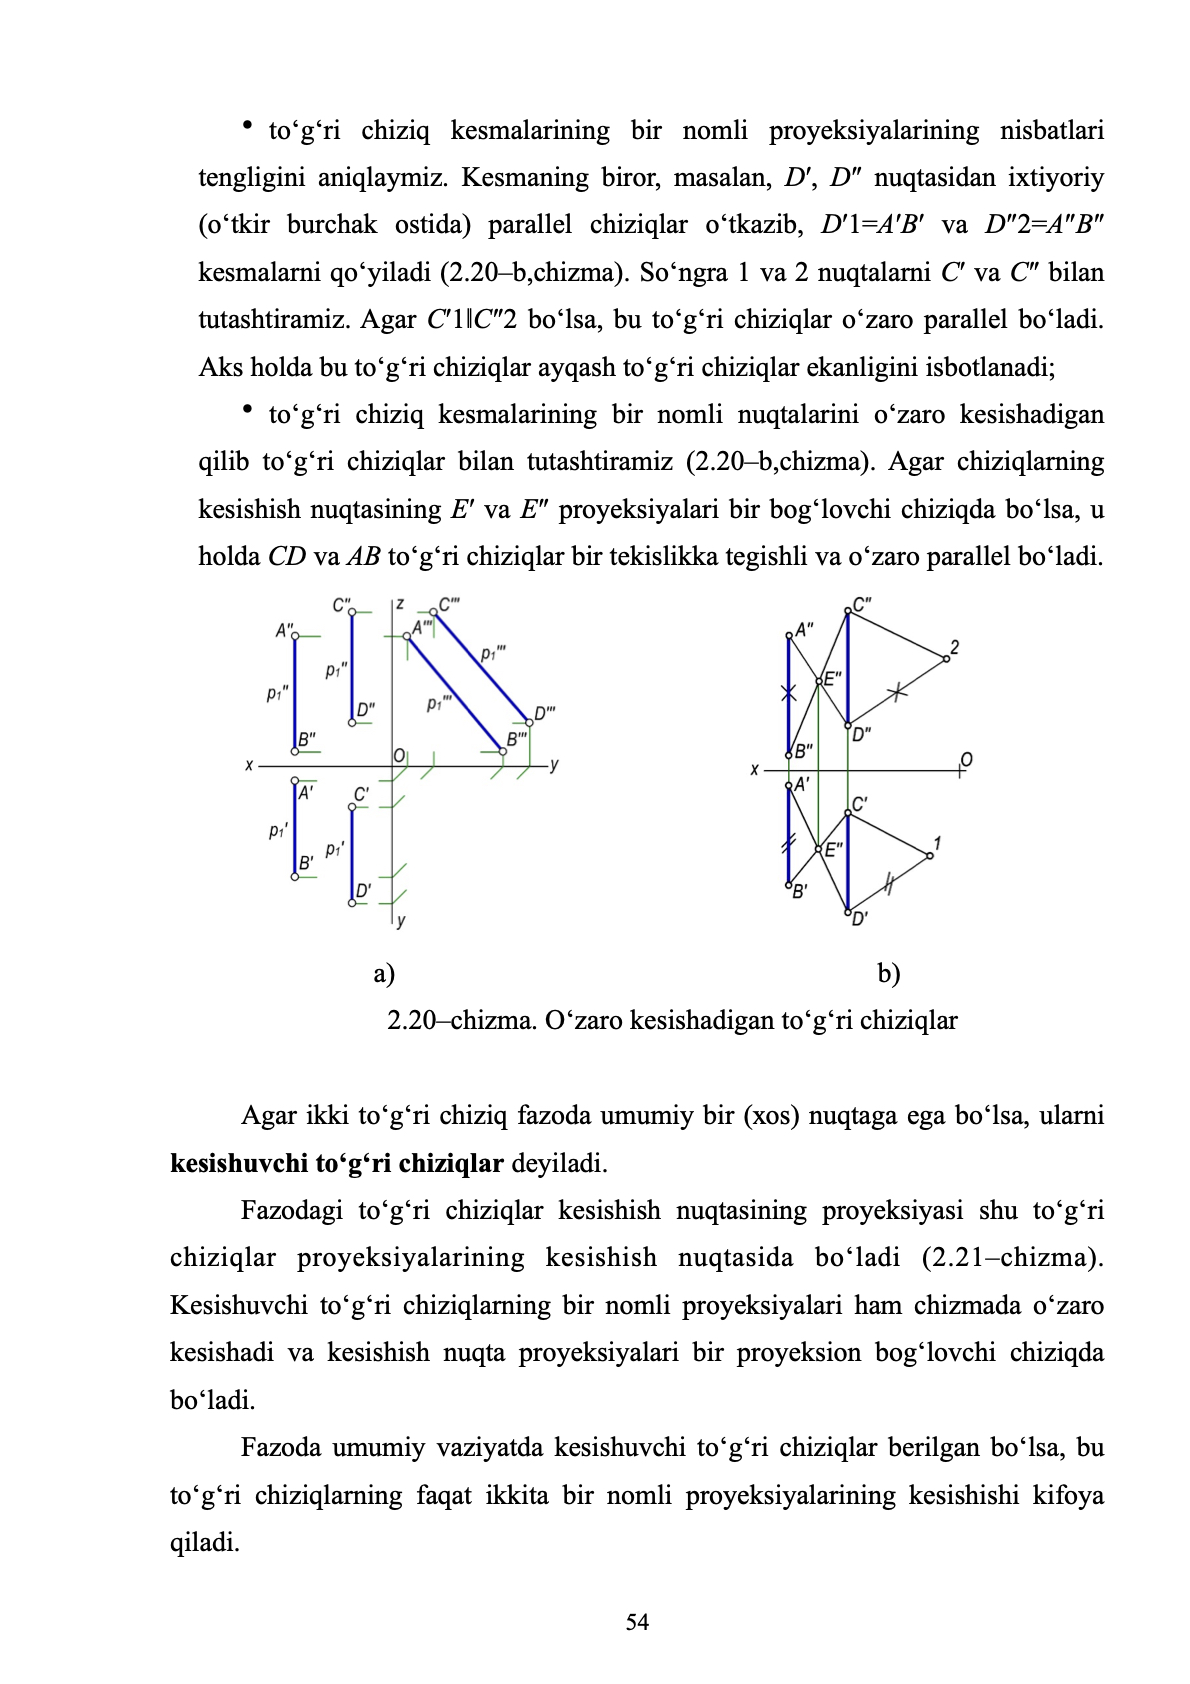 • to‘g‘ri chiziq kesmalarining bir nomli proyeksiyalarining nisbatlari
tengligini aniqlaymiz. Kesmaning biror, masalan, D′, D″ nuqtasidan ixtiyoriy
(o‘tkir burchak ostida) parallel chiziqlar o‘tkazib, D′1=A′B′ va D″2=A″B″
kesmalarni qo‘yiladi (2.20–b,chizma). So‘ngra 1 va 2 nuqtalarni C′ va C″ bilan
tutashtiramiz. Agar C′1‖C″2 bo‘lsa, bu to‘g‘ri chiziqlar o‘zaro parallel bo‘ladi.
Aks holda bu to‘g‘ri chiziqlar ayqash to‘g‘ri chiziqlar ekanligini isbotlanadi;
• to‘g‘ri chiziq kesmalarining bir nomli nuqtalarini o‘zaro kesishadigan
qilib to‘g‘ri chiziqlar bilan tutashtiramiz (2.20–b,chizma). Agar chiziqlarning
kesishish nuqtasining E′ va E″ proyeksiyalari bir bog‘lovchi chiziqda bo‘lsa, u
holda CD va AB to‘g‘ri chiziqlar bir tekislikka tegishli va o‘zaro parallel bo‘ladi.
C" z C"'
A" A"'
p₁" p₁" p₁"' p₁"'
D" D"'
B" B"'
O
x y
A' C'
p₁' p₁'
B' D'
y
C"
A" 2
E"
D"
B"
x O
A' C'
E" 1
B' D'
a) b)
2.20–chizma. O‘zaro kesishadigan to‘g‘ri chiziqlar
Agar ikki to‘g‘ri chiziq fazoda umumiy bir (xos) nuqtaga ega bo‘lsa, ularni
kesishuvchi to‘g‘ri chiziqlar deyiladi.
Fazodagi to‘g‘ri chiziqlar kesishish nuqtasining proyeksiyasi shu to‘g‘ri
chiziqlar proyeksiyalarining kesishish nuqtasida bo‘ladi (2.21–chizma).
Kesishuvchi to‘g‘ri chiziqlarning bir nomli proyeksiyalari ham chizmada o‘zaro
kesishadi va kesishish nuqta proyeksiyalari bir proyeksion bog‘lovchi chiziqda
bo‘ladi.
Fazoda umumiy vaziyatda kesishuvchi to‘g‘ri chiziqlar berilgan bo‘lsa, bu
to‘g‘ri chiziqlarning faqat ikkita bir nomli proyeksiyalarining kesishishi kifoya
qiladi.
54